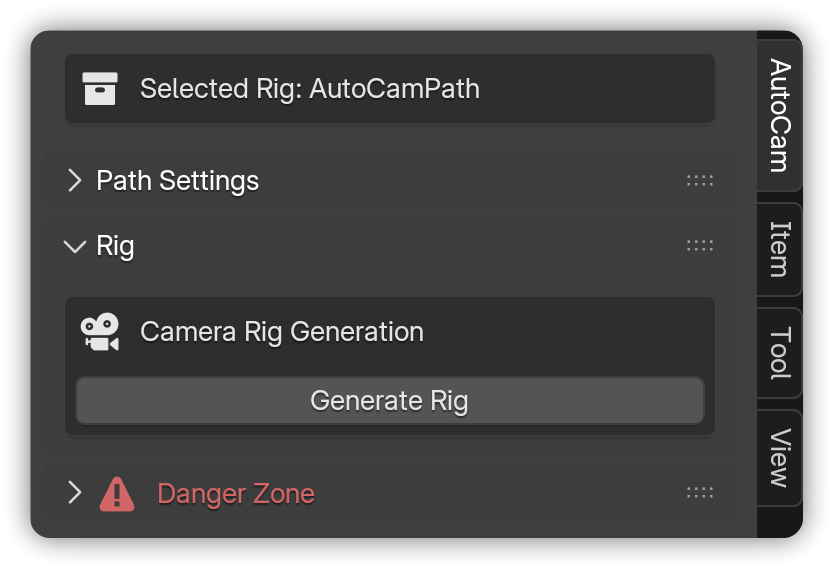 Selected Rig: AutoCamPath
Path Settings
Rig
Camera Rig Generation
Generate Rig
Danger Zone
AutoCam
Item
Tool
View